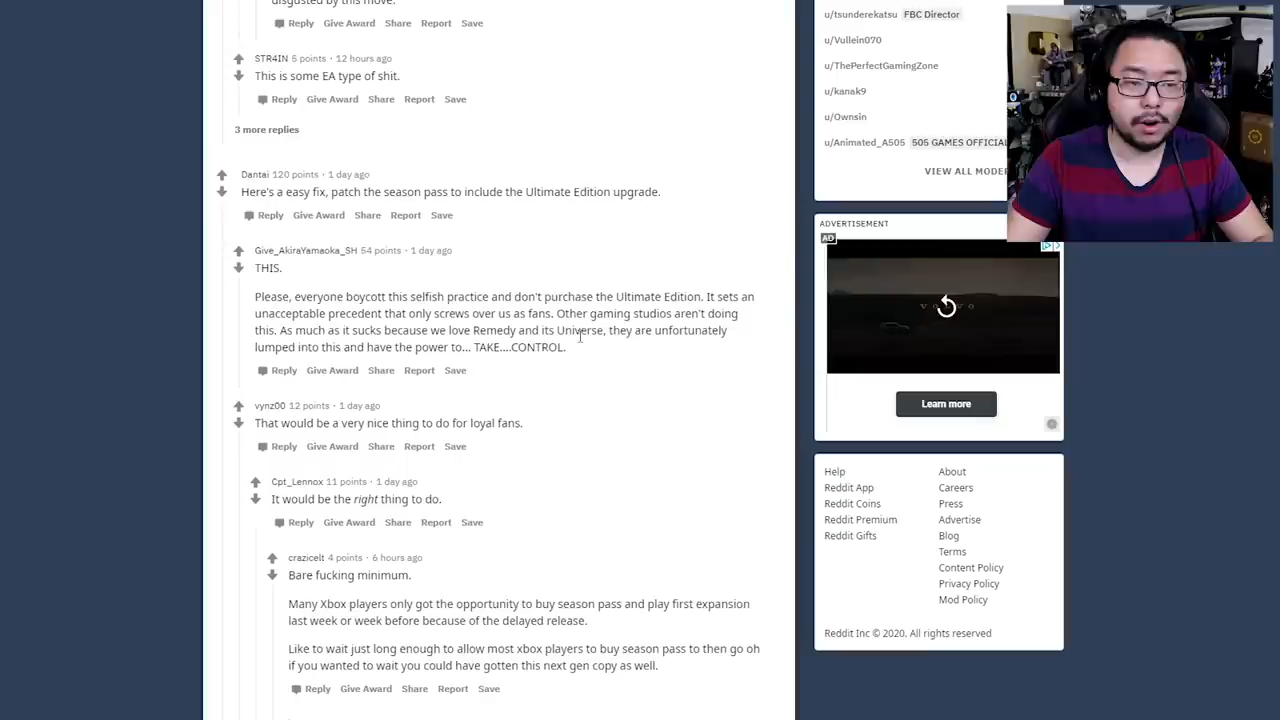 disgusted by this move.
Reply Give Award Share Report Save
STR4IN 5 points · 12 hours ago
This is some EA type of shit.
Reply Give Award Share Report Save
3 more replies
Dantai 120 points · 1 day ago
Here's a easy fix, patch the season pass to include the Ultimate Edition upgrade.
Reply Give Award Share Report Save
Give_AkiraYamaoka_SH 54 points · 1 day ago
THIS.
Please, everyone boycott this selfish practice and don't purchase the Ultimate Edition. It sets an
unacceptable precedent that only screws over us as fans. Other gaming studios aren't doing
this. As much as it sucks because we love Remedy and its Universe, they are unfortunately
lumped into this and have the power to... TAKE....CONTROL.
Reply Give Award Share Report Save
vynz00 12 points · 1 day ago
That would be a very nice thing to do for loyal fans.
Reply Give Award Share Report Save
Cpt_Lennox 11 points · 1 day ago
It would be the right thing to do.
Reply Give Award Share Report Save
crazicelt 4 points · 6 hours ago
Bare fucking minimum.
Many Xbox players only got the opportunity to buy season pass and play first expansion
last week or week before because of the delayed release.
Like to wait just long enough to allow most xbox players to buy season pass to then go oh
if you wanted to wait you could have gotten this next gen copy as well.
Reply Give Award Share Report Save
u/tsunderekatsu FBC Director
u/Vullein070
u/ThePerfectGamingZone
u/kanak9
u/Ownsin
u/Animated_A505 505 GAMES OFFICIAL
VIEW ALL MODE
ADVERTISEMENT
AD
VOLVO
Learn more
Help About
Reddit App Careers
Reddit Coins Press
Reddit Premium Advertise
Reddit Gifts Blog
Terms
Content Policy
Privacy Policy
Mod Policy
Reddit Inc © 2020. All rights reserved